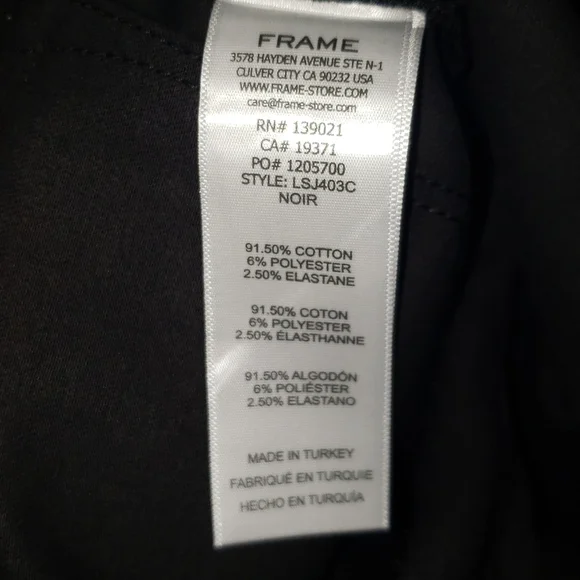 FRAME
3578 HAYDEN AVENUE STE N-1
CULVER CITY CA 90232 USA
WWW.FRAME-STORE.COM
care@frame-store.com
RN# 139021
CA# 19371
PO# 1205700
STYLE: LSJ403C
NOIR
91.50% COTTON
6% POLYESTER
2.50% ELASTANE
91.50% COTON
6% POLYESTER
2.50% ÉLASTHANNE
91.50% ALGODÓN
6% POLIÉSTER
2.50% ELASTANO
MADE IN TURKEY
FABRIQUÉ EN TURQUIE
HECHO EN TURQUÍA